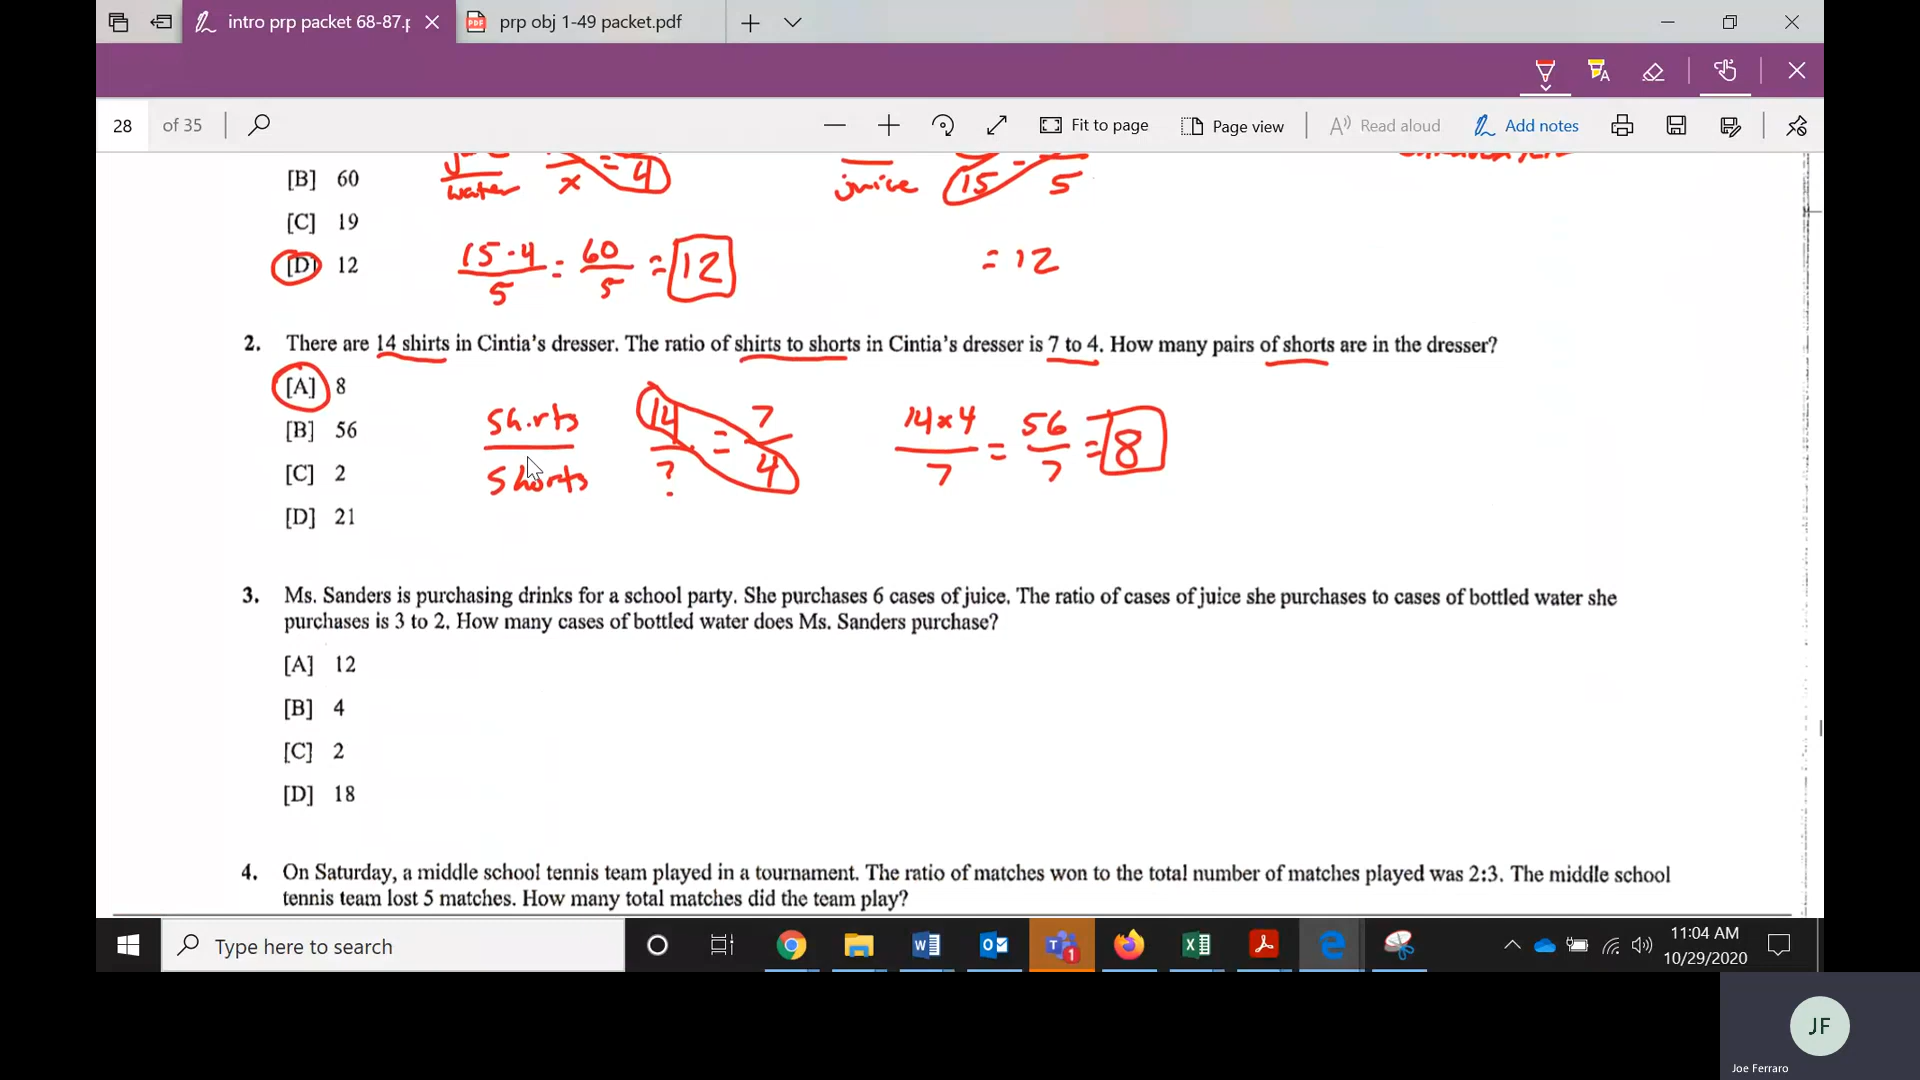 intro prp packet 68-87.p
prp obj 1-49 packet.pdf
28 of 35
Fit to page
Page view
Read aloud
Add notes
[B] 60
water x = 4
juice 15 5
[C] 19
[D] 12
15 · 4 / 5 = 60 / 5 = 12
= 12
2. There are 14 shirts in Cintia's dresser. The ratio of shirts to shorts in Cintia's dresser is 7 to 4. How many pairs of shorts are in the dresser?
[A] 8
[B] 56
[C] 2
[D] 21
shirts 14 = 7
shorts ? 4
14 x 4 = 56 = 8
7 7
3. Ms. Sanders is purchasing drinks for a school party. She purchases 6 cases of juice. The ratio of cases of juice she purchases to cases of bottled water she
purchases is 3 to 2. How many cases of bottled water does Ms. Sanders purchase?
[A] 12
[B] 4
[C] 2
[D] 18
4. On Saturday, a middle school tennis team played in a tournament. The ratio of matches won to the total number of matches played was 2:3. The middle school
tennis team lost 5 matches. How many total matches did the team play?
Type here to search
1
11:04 AM
10/29/2020
JF
Joe Ferraro